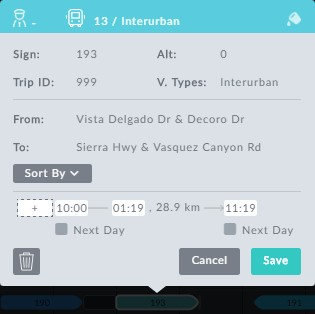 - 13 / Interurban
Sign: 193 Alt: 0
Trip ID: 999 V. Types: Interurban
From: Vista Delgado Dr & Decoro Dr
To: Sierra Hwy & Vasquez Canyon Rd
Sort By
+ 10:00 01:19 . 28.9 km 11:19
Next Day Next Day
Cancel Save
190 193 191